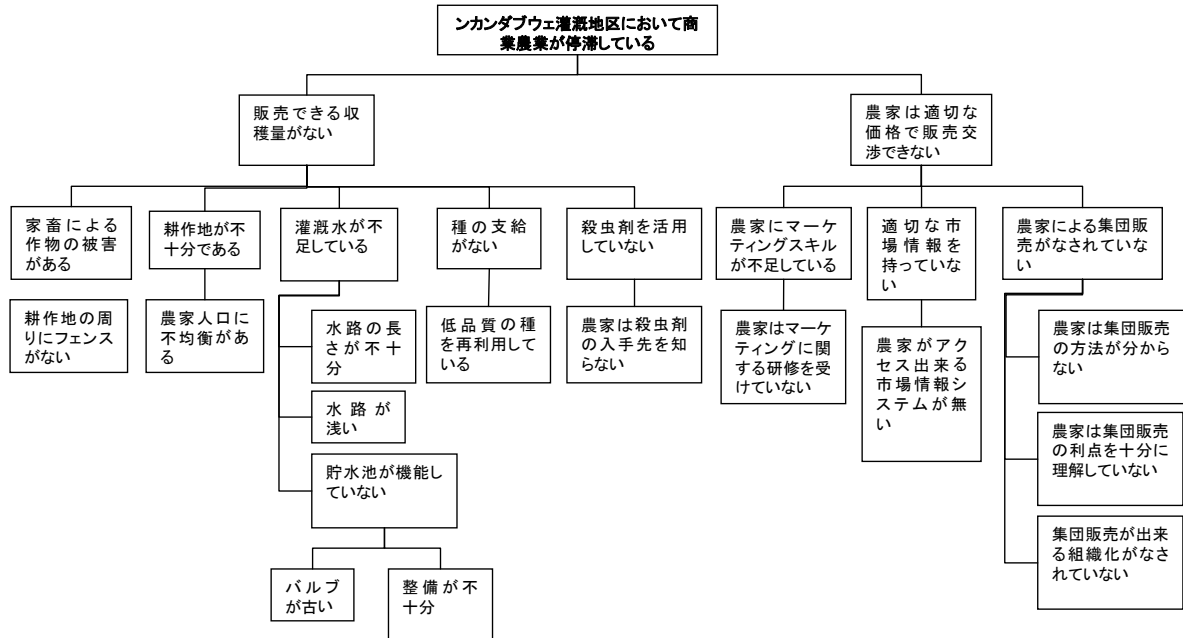 ンカンダブウェ灌漑地区において商
業農業が停滞している
販売できる収
穫量がない
農家は適切な
価格で販売交
渉できない
家畜による
作物の被害
がある
耕作地が不
十分である
灌漑水が不
足している
種の支給
がない
殺虫剤を活用
していない
農家にマーケ
ティングスキル
が不足している
適切な市
場情報を
持っていな
い
農家による集団販
売がなされていな
い
耕作地の周
りにフェンス
がない
農家人口に
不均衡があ
る
水路の長
さが不十
分
水路が
浅い
貯水池が機能し
ていない
バルブ
が古い
整備が不
十分
低品質の種
を再利用して
いる
農家は殺虫剤
の入手先を知
らない
農家はマーケ
ティングに関
する研修を受
けていない
農家がアク
セス出来る
市場情報シ
ステムが無
い
農家は集団販売
の方法が分から
ない
農家は集団販売
の利点を十分に
理解していない
集団販売が出来
る組織化がなさ
れていない